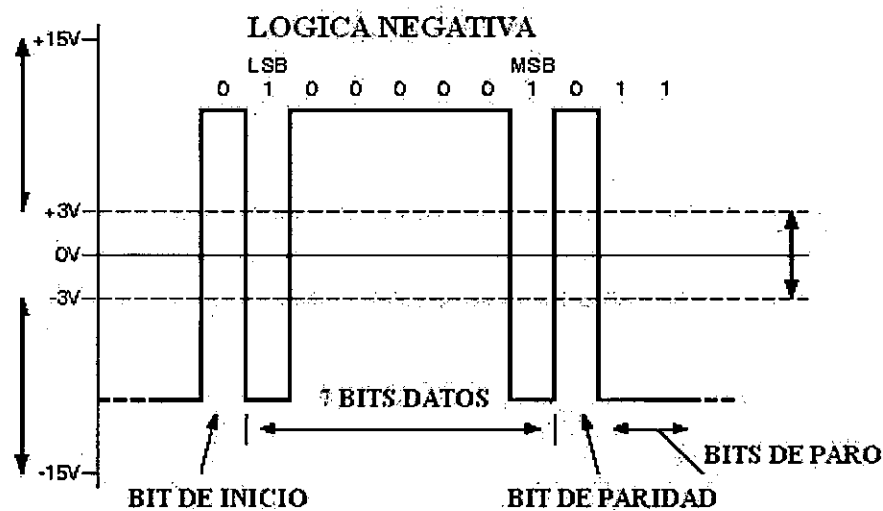 LOGICA NEGATIVA
+15V
LSB MSB
0 1 0 0 0 0 0 1 0 1 1
+3V
0V
-3V
7 BITS DATOS
BITS DE PARO
-15V
BIT DE INICIO BIT DE PARIDAD